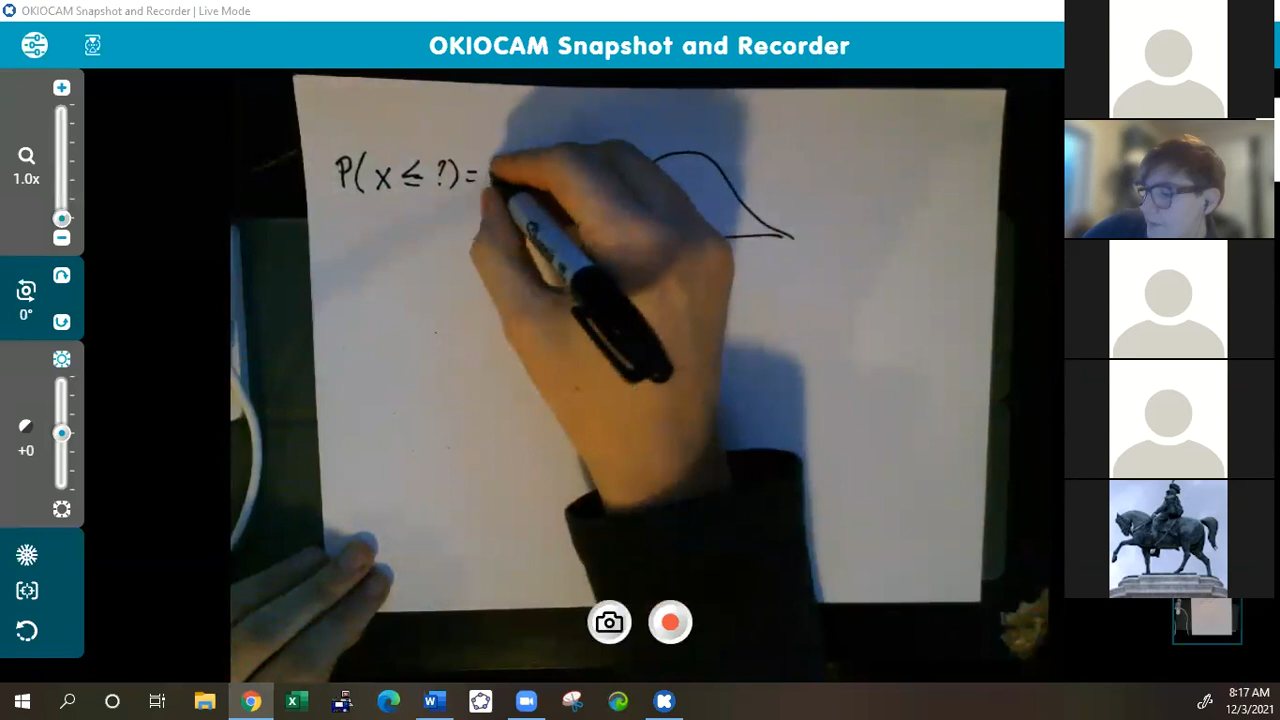 OKIOCAM Snapshot and Recorder | Live Mode
OKIOCAM Snapshot and Recorder
1.0x
0°
+0
P( x ≤ ?) =
8:17 AM
12/3/2021